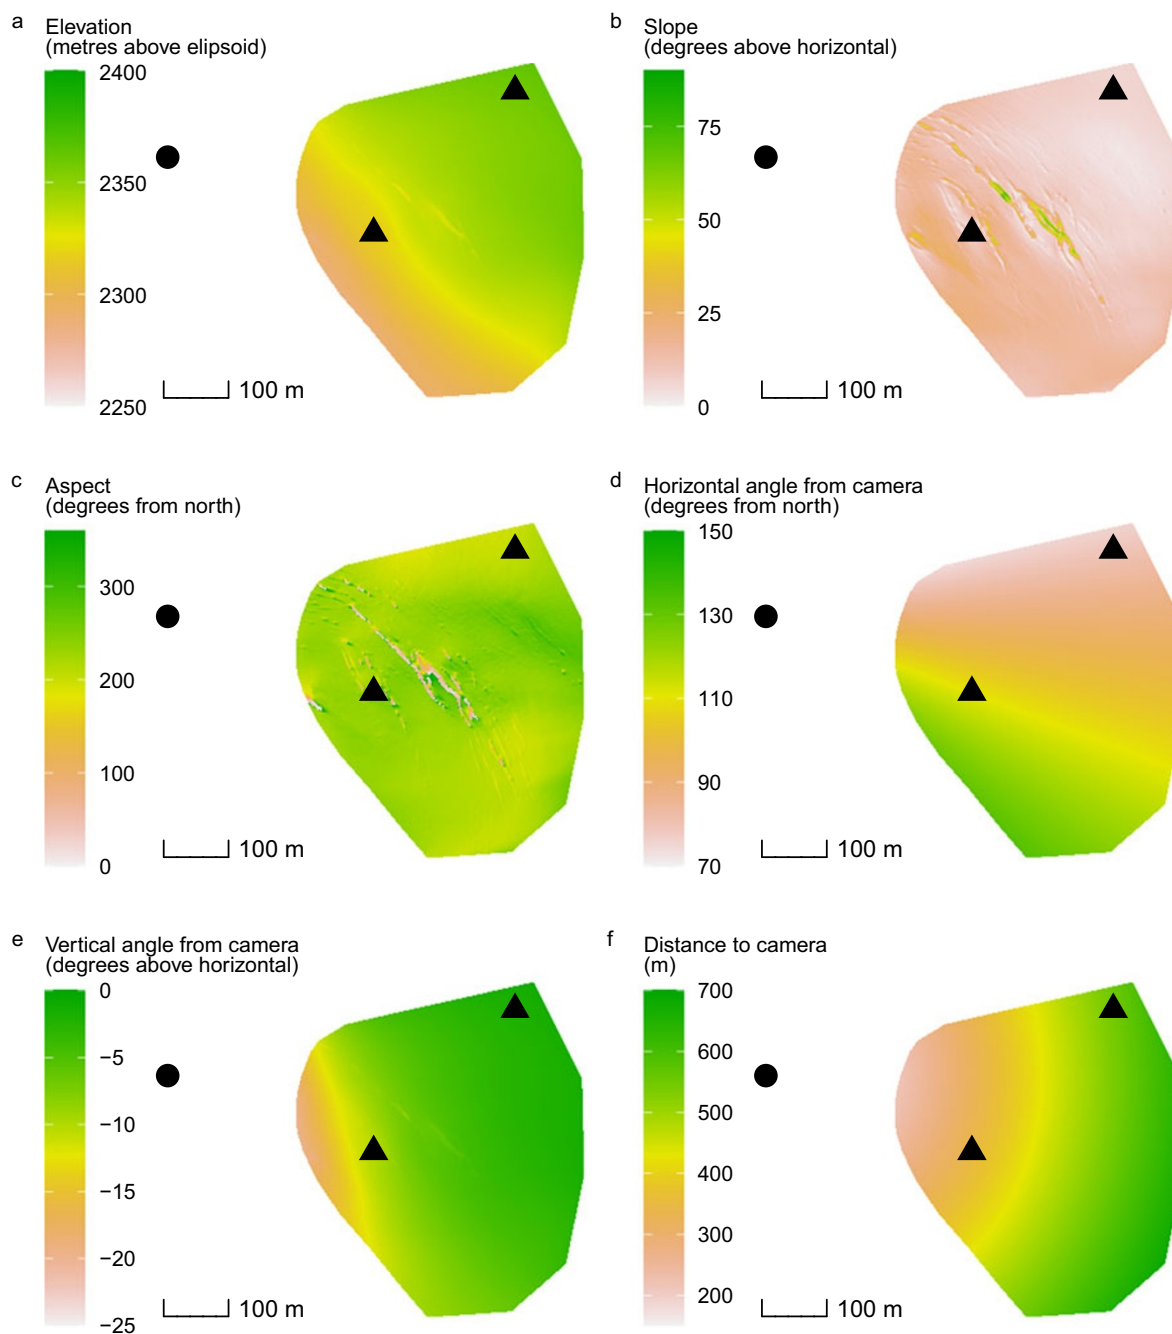 a Elevation
(metres above elipsoid)
2400
2350
2300
2250
100 m
b Slope
(degrees above horizontal)
75
50
25
0
100 m
c Aspect
(degrees from north)
300
200
100
0
100 m
d Horizontal angle from camera
(degrees from north)
150
130
110
90
70
100 m
e Vertical angle from camera
(degrees above horizontal)
0
−5
−10
−15
−20
−25
100 m
f Distance to camera
(m)
700
600
500
400
300
200
100 m